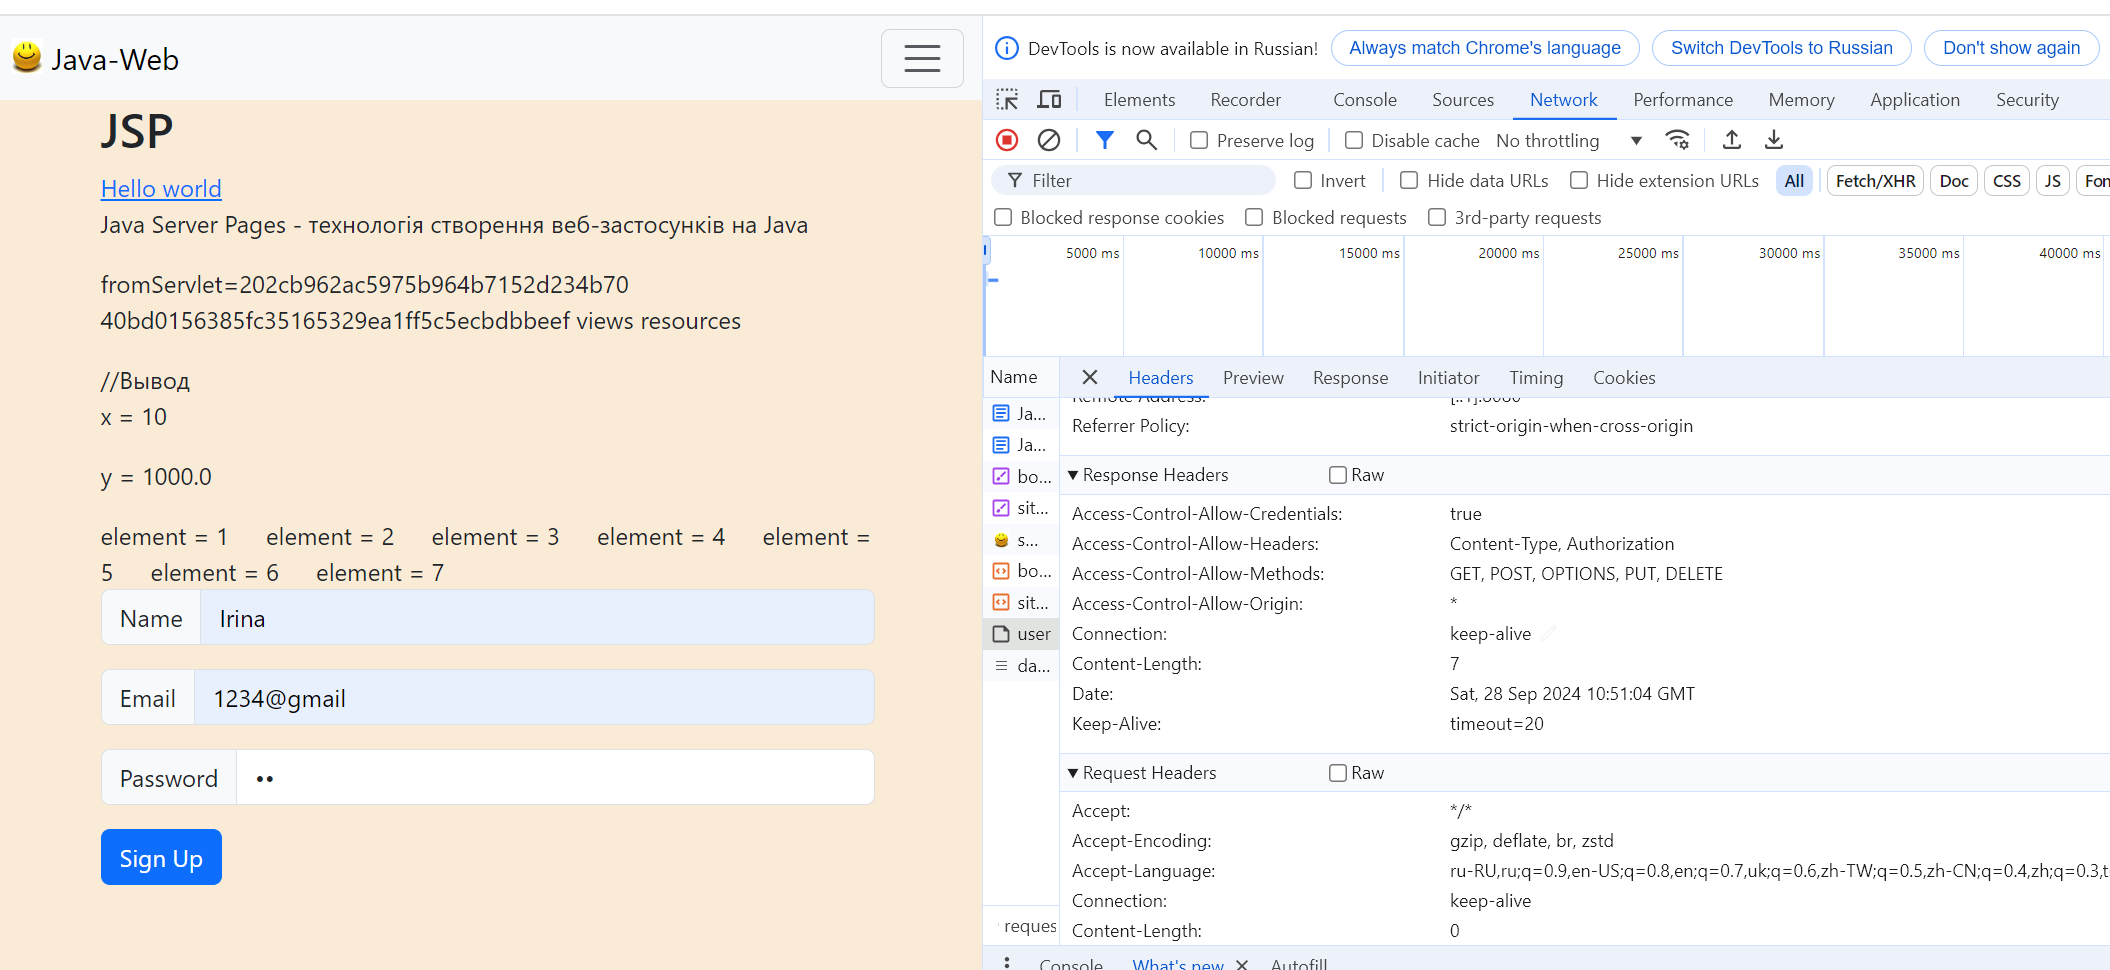 Java-Web
JSP
Hello world
Java Server Pages - технологія створення веб-застосунків на Java
fromServlet=202cb962ac5975b964b7152d234b70
40bd0156385fc35165329ea1ff5c5ecbdbbeef views resources
//Вывод
x = 10
y = 1000.0
element = 1 element = 2 element = 3 element = 4 element =
5 element = 6 element = 7
Name Irina
Email 1234@gmail
Password ••
Sign Up
DevTools is now available in Russian! Always match Chrome's language Switch DevTools to Russian Don't show again
Elements Recorder Console Sources Network Performance Memory Application Security
Preserve log Disable cache No throttling
Filter Invert Hide data URLs Hide extension URLs All Fetch/XHR Doc CSS JS Fon
Blocked response cookies Blocked requests 3rd-party requests
5000 ms 10000 ms 15000 ms 20000 ms 25000 ms 30000 ms 35000 ms 40000 ms
Name
Ja...
Ja...
bo...
sit...
s...
bo...
sit...
user
da...
reques
Headers Preview Response Initiator Timing Cookies
Remote Address: [::1]:8080
Referrer Policy: strict-origin-when-cross-origin
Response Headers Raw
Access-Control-Allow-Credentials: true
Access-Control-Allow-Headers: Content-Type, Authorization
Access-Control-Allow-Methods: GET, POST, OPTIONS, PUT, DELETE
Access-Control-Allow-Origin: *
Connection: keep-alive
Content-Length: 7
Date: Sat, 28 Sep 2024 10:51:04 GMT
Keep-Alive: timeout=20
Request Headers Raw
Accept: */*
Accept-Encoding: gzip, deflate, br, zstd
Accept-Language: ru-RU,ru;q=0.9,en-US;q=0.8,en;q=0.7,uk;q=0.6,zh-TW;q=0.5,zh-CN;q=0.4,zh;q=0.3,t
Connection: keep-alive
Content-Length: 0
Console What's new Autofill